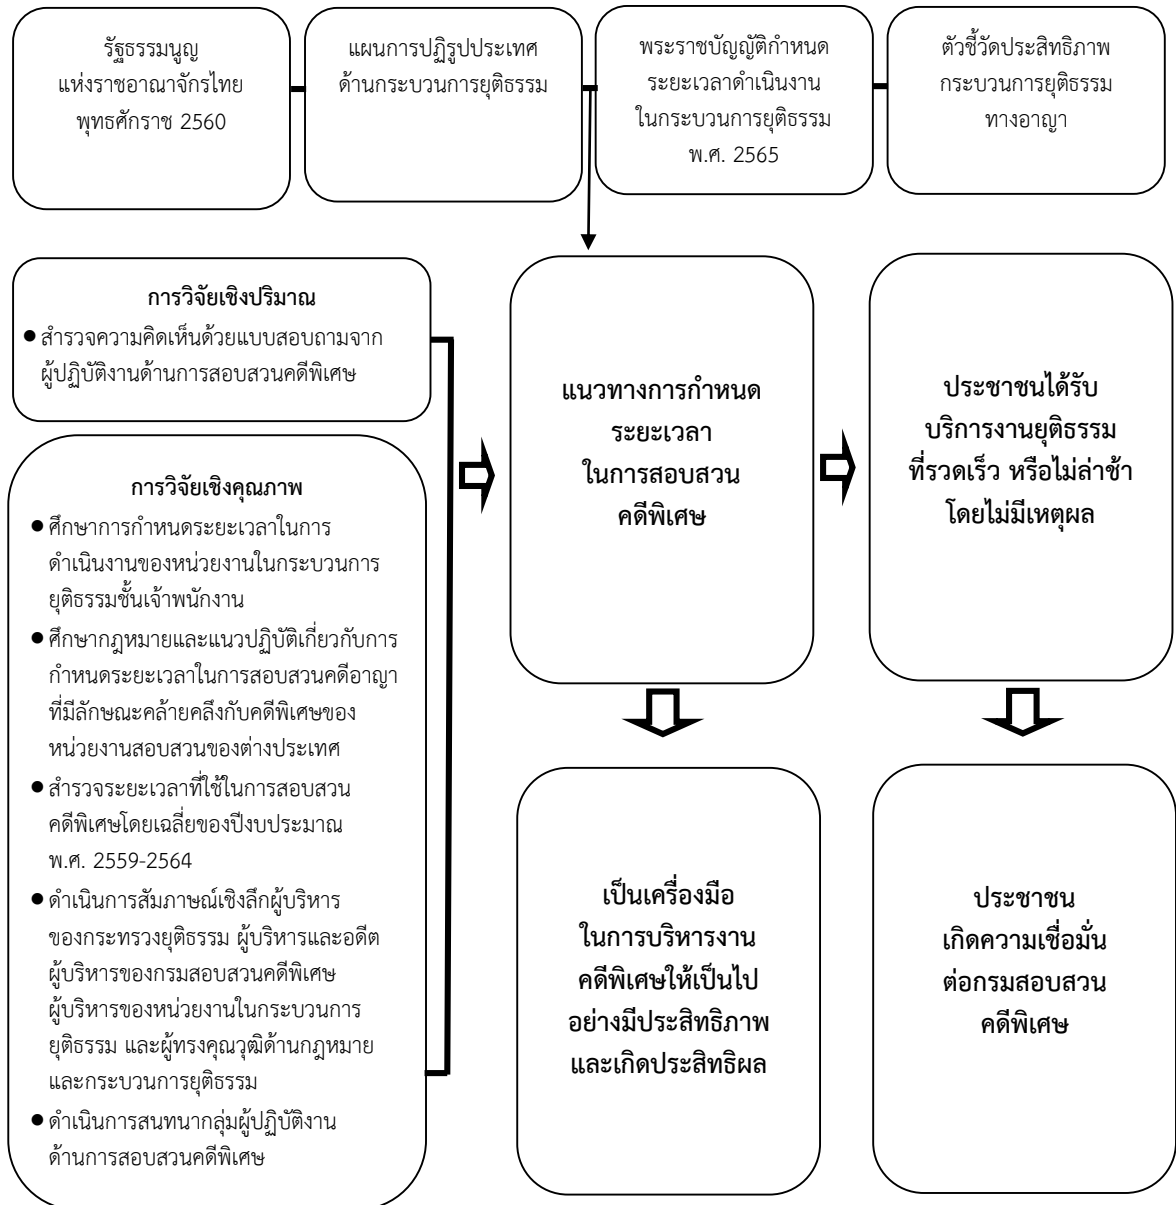 รัฐธรรมนูญ
แห่งราชอาณาจักรไทย
พุทธศักราช 2560
แผนการปฏิรูปประเทศ
ด้านกระบวนการยุติธรรม
พระราชบัญญัติกำหนด
ระยะเวลาดำเนินงาน
ในกระบวนการยุติธรรม
พ.ศ. 2565
ตัวชี้วัดประสิทธิภาพ
กระบวนการยุติธรรม
ทางอาญา
การวิจัยเชิงปริมาณ
● สำรวจความคิดเห็นด้วยแบบสอบถามจาก
ผู้ปฏิบัติงานด้านการสอบสวนคดีพิเศษ
การวิจัยเชิงคุณภาพ
● ศึกษาการกำหนดระยะเวลาในการ
ดำเนินงานของหน่วยงานในกระบวนการ
ยุติธรรมชั้นเจ้าพนักงาน
● ศึกษากฎหมายและแนวปฏิบัติเกี่ยวกับการ
กำหนดระยะเวลาในการสอบสวนคดีอาญา
ที่มีลักษณะคล้ายคลึงกับคดีพิเศษของ
หน่วยงานสอบสวนของต่างประเทศ
● สำรวจระยะเวลาที่ใช้ในการสอบสวน
คดีพิเศษโดยเฉลี่ยของปีงบประมาณ
พ.ศ. 2559-2564
● ดำเนินการสัมภาษณ์เชิงลึกผู้บริหาร
ของกระทรวงยุติธรรม ผู้บริหารและอดีต
ผู้บริหารของกรมสอบสวนคดีพิเศษ
ผู้บริหารของหน่วยงานในกระบวนการ
ยุติธรรม และผู้ทรงคุณวุฒิด้านกฎหมาย
และกระบวนการยุติธรรม
● ดำเนินการสนทนากลุ่มผู้ปฏิบัติงาน
ด้านการสอบสวนคดีพิเศษ
แนวทางการกำหนด
ระยะเวลา
ในการสอบสวน
คดีพิเศษ
ประชาชนได้รับ
บริการงานยุติธรรม
ที่รวดเร็ว หรือไม่ล่าช้า
โดยไม่มีเหตุผล
เป็นเครื่องมือ
ในการบริหารงาน
คดีพิเศษให้เป็นไป
อย่างมีประสิทธิภาพ
และเกิดประสิทธิผล
ประชาชน
เกิดความเชื่อมั่น
ต่อกรมสอบสวน
คดีพิเศษ